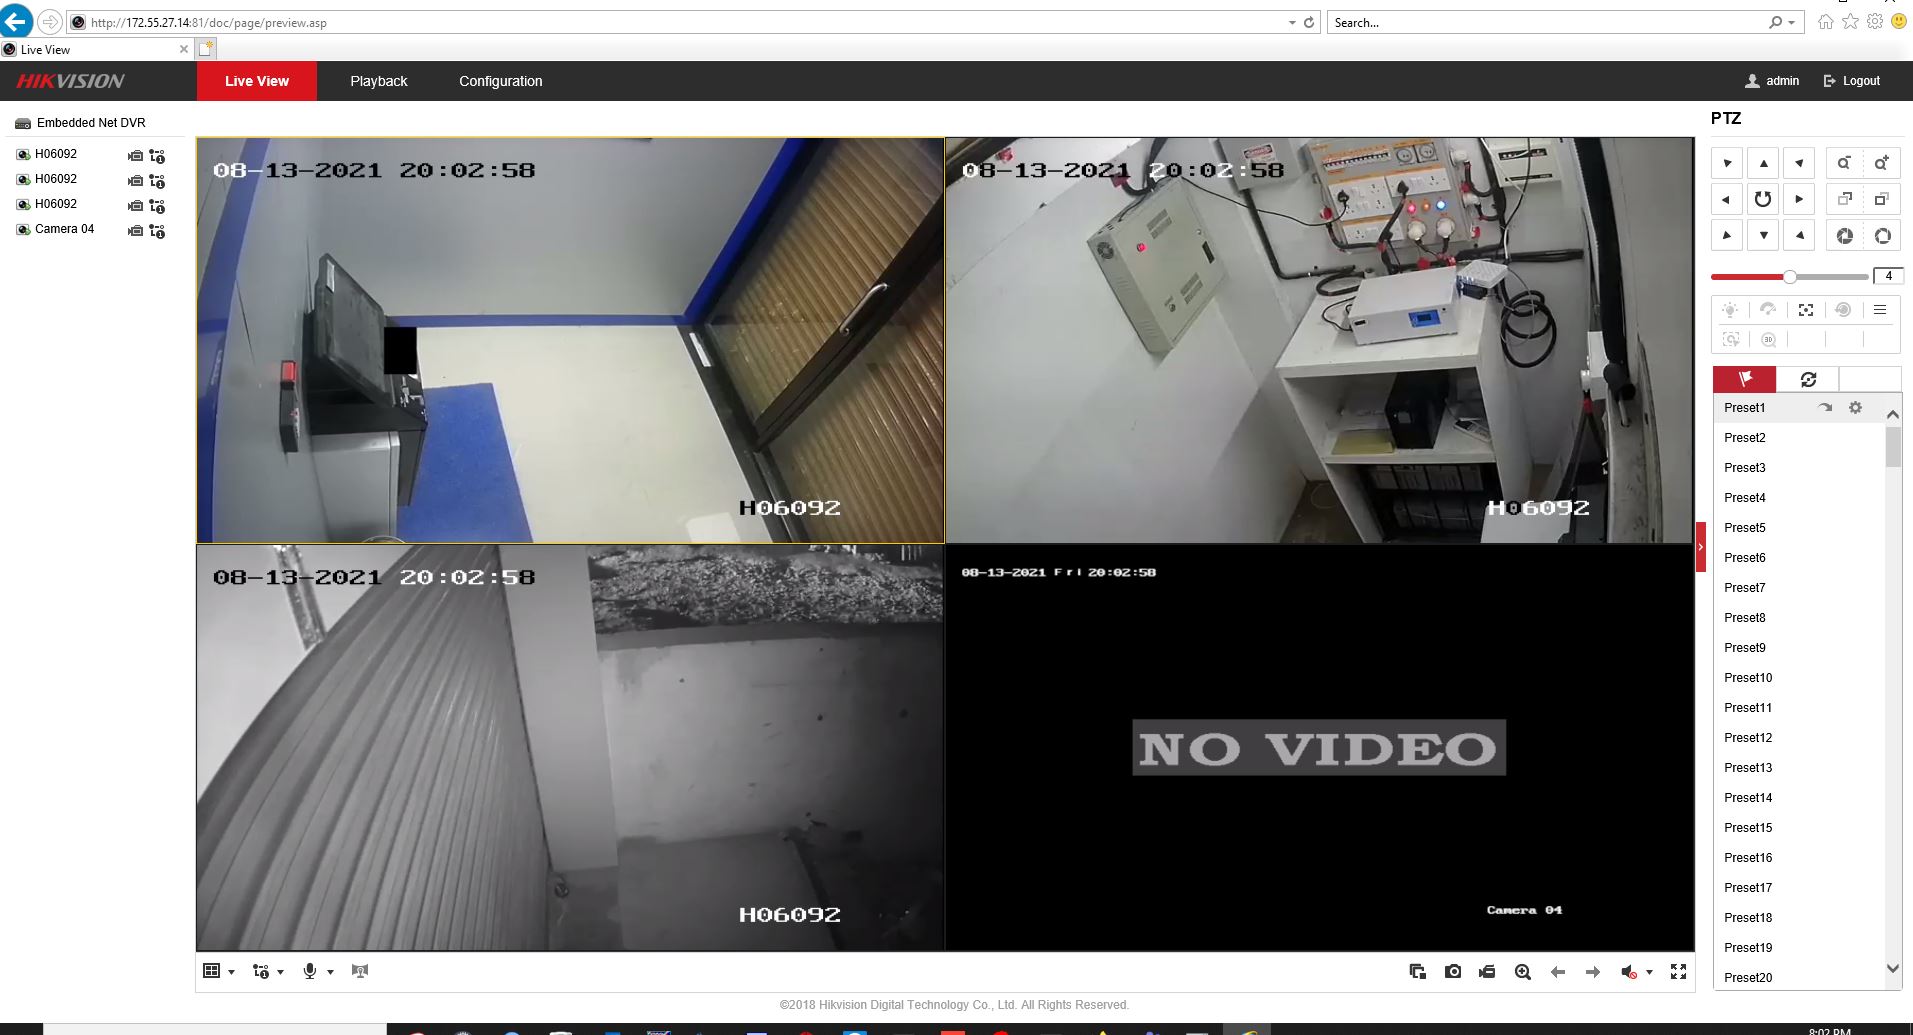 http://172.55.27.14:81/doc/page/preview.asp
Search...
Live View
HIKVISION
Live View
Playback
Configuration
admin
Logout
Embedded Net DVR
H06092
H06092
H06092
Camera 04
08-13-2021 20:02:58
H06092
08-13-2021 20:02:58
H06092
08-13-2021 20:02:58
H06092
08-13-2021 Fri 20:02:58
NO VIDEO
Camera 04
PTZ
4
3D
Preset1
Preset2
Preset3
Preset4
Preset5
Preset6
Preset7
Preset8
Preset9
Preset10
Preset11
Preset12
Preset13
Preset14
Preset15
Preset16
Preset17
Preset18
Preset19
Preset20
©2018 Hikvision Digital Technology Co., Ltd. All Rights Reserved.
8:02 PM